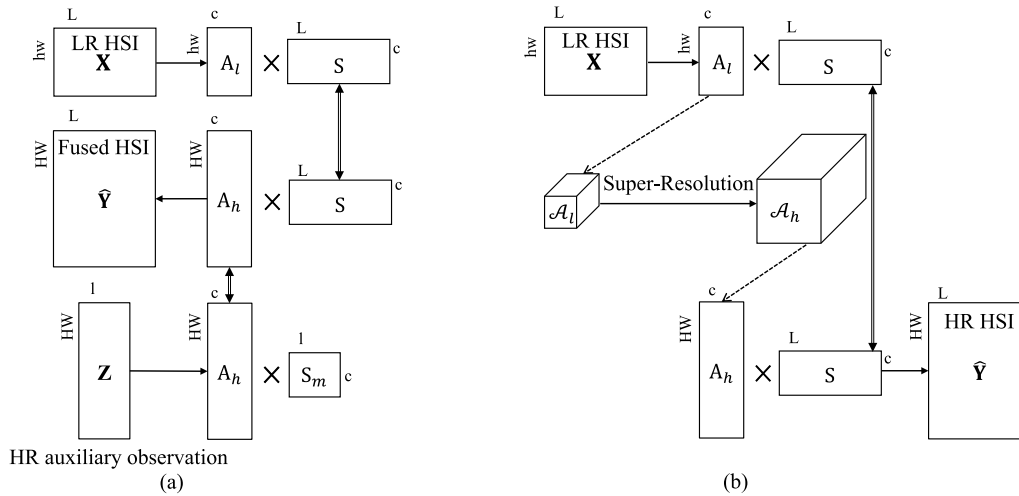 L
c
hw
LR HSI
X
hw
A_l
×
L
S
c
L
c
HW
Fused HSI
Ŷ
HW
A_h
×
L
S
c
l
c
HW
Z
HW
A_h
×
l
S_m
c
HR auxiliary observation
(a)
L
c
hw
LR HSI
X
hw
A_l
×
L
S
c
𝒜_l
Super-Resolution
𝒜_h
c
HW
A_h
×
L
S
c
L
HW
HR HSI
Ŷ
(b)